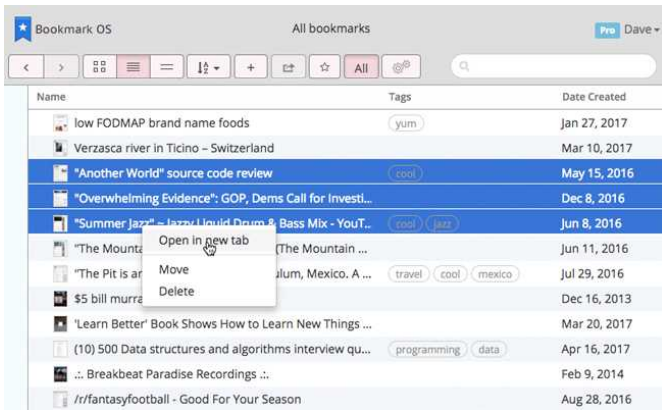 Bookmark OS
All bookmarks
Pro Dave
All
Name Tags Date Created
low FODMAP brand name foods yum Jan 27, 2017
Verzasca river in Ticino – Switzerland Mar 10, 2017
"Another World" source code review cool May 15, 2016
"Overwhelming Evidence": GOP, Dems Call for Investi... Dec 8, 2016
"Summer Jazz" ~ Jazzy Liquid Drum & Bass Mix - YouT... cool jazz Jun 8, 2016
Open in new tab
"The Mounta (The Mountain ... Jun 11, 2016
Move
"The Pit is ar ulum, Mexico. A ... travel cool mexico Jul 29, 2016
Delete
$5 bill murra Dec 16, 2013
'Learn Better' Book Shows How to Learn New Things ... Mar 20, 2017
(10) 500 Data structures and algorithms interview qu... programming data Apr 16, 2017
.:. Breakbeat Paradise Recordings .:. Feb 9, 2014
/r/fantasyfootball - Good For Your Season Aug 28, 2016